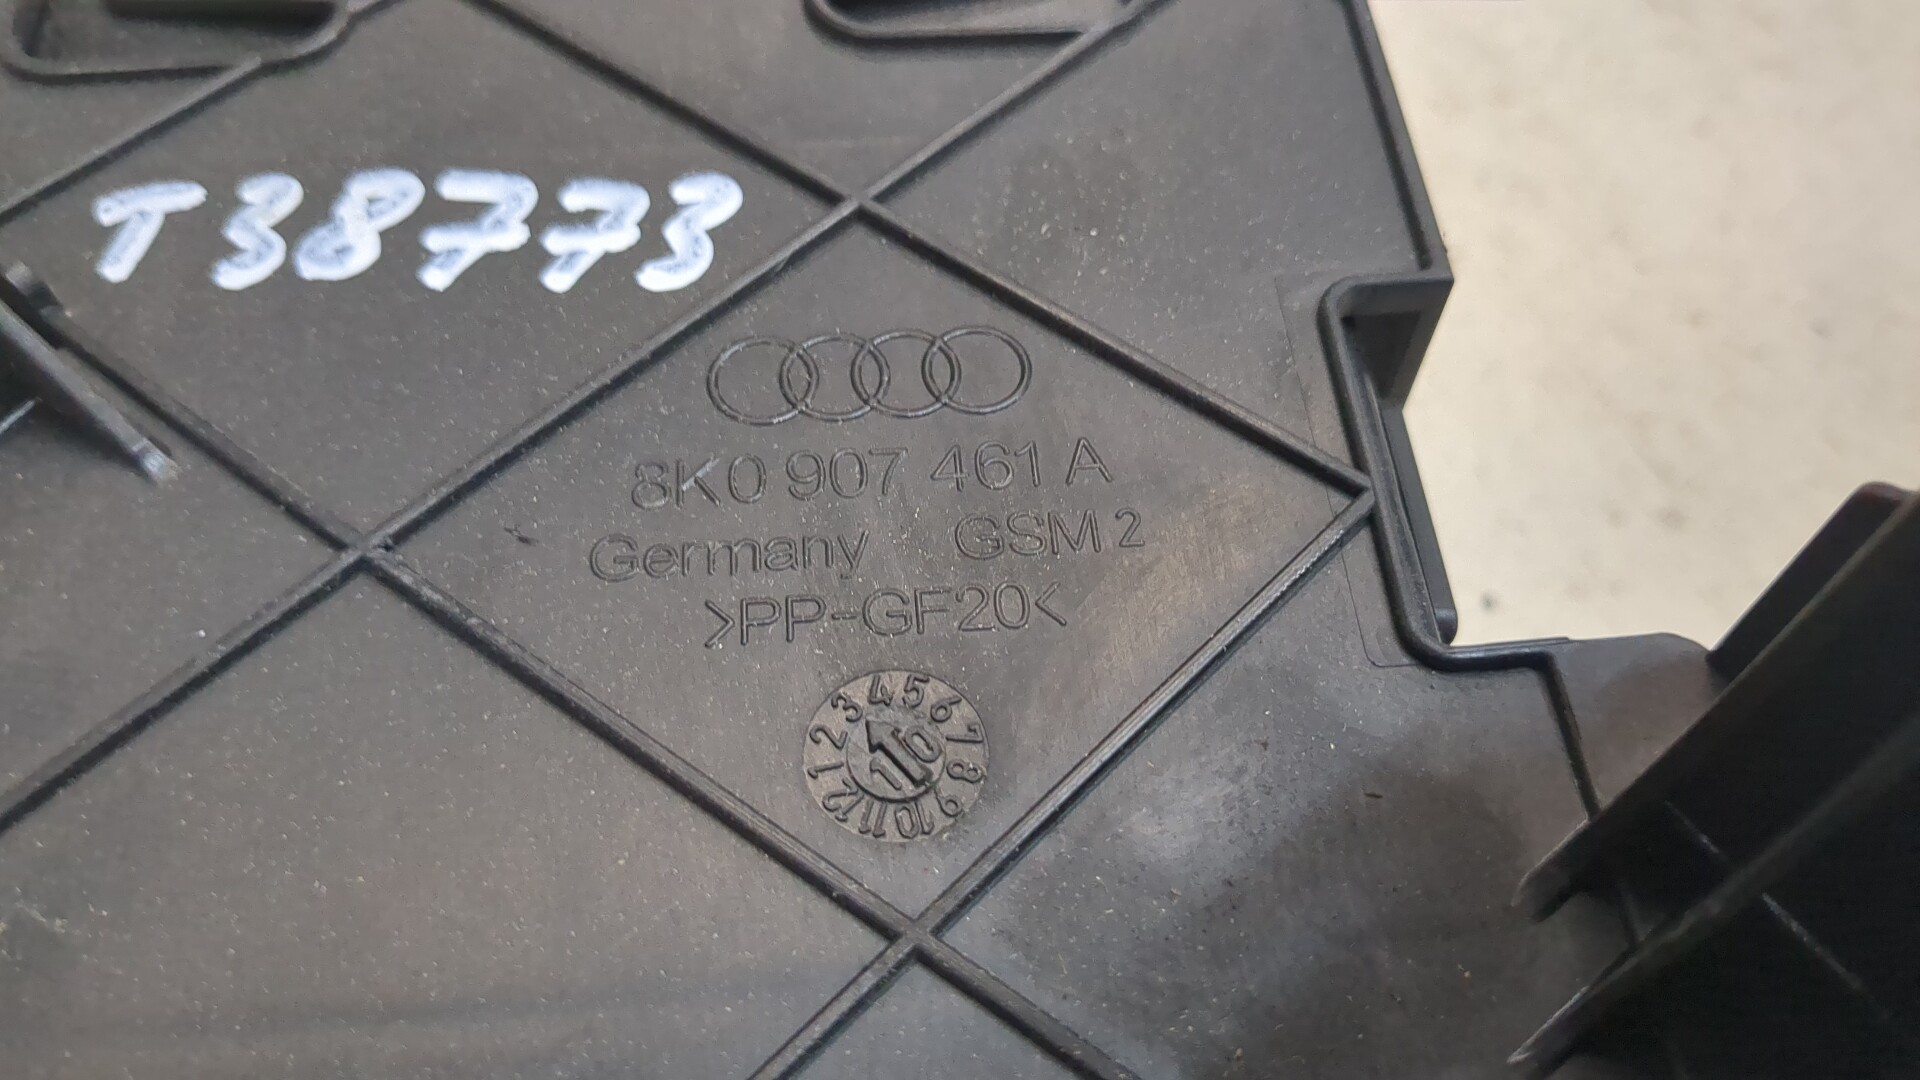 T38773
8K0 907 461 A
Germany GSM 2
>PP-GF20<
1 2 3 4 5 6 7 8 9 10 11 12
10